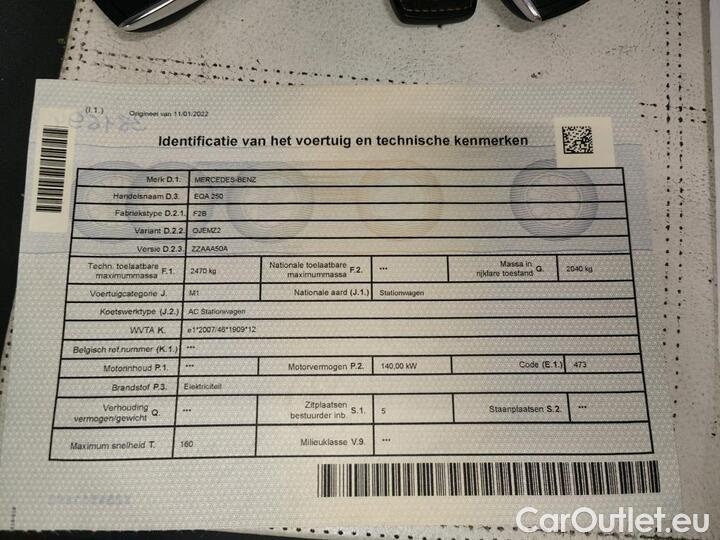 (I.1.) Origineel van 11/01/2022
Identificatie van het voertuig en technische kenmerken
Merk D.1. MERCEDES-BENZ
Handelsnaam D.3. EQA 250
Fabriekstype D.2.1. F2B
Variant D.2.2. OJEMZ2
Versie D.2.3. ZZAAA50A
Techn. toelaatbare maximummassa F.1. 2470 kg Nationale toelaatbare maximummassa F.2. *** Massa in rijklare toestand G. 2040 kg
Voertuigcategorie J. M1 Nationale aard (J.1.) Stationwagen
Koetswerktype (J.2.) AC Stationwagen
WVTA K. e1*2007/46*1909*12
Belgisch ref.nummer (K.1.) ***
Motorinhoud P.1. *** Motorvermogen P.2. 140,00 kW Code (E.1.) 473
Brandstof P.3. Elektriciteit
Verhouding vermogen/gewicht Q. *** Zitplaatsen bestuurder inb. S.1. 5 Staanplaatsen S.2. ***
Maximum snelheid T. 160 Milieuklasse V.9. ***
CarOutlet.eu